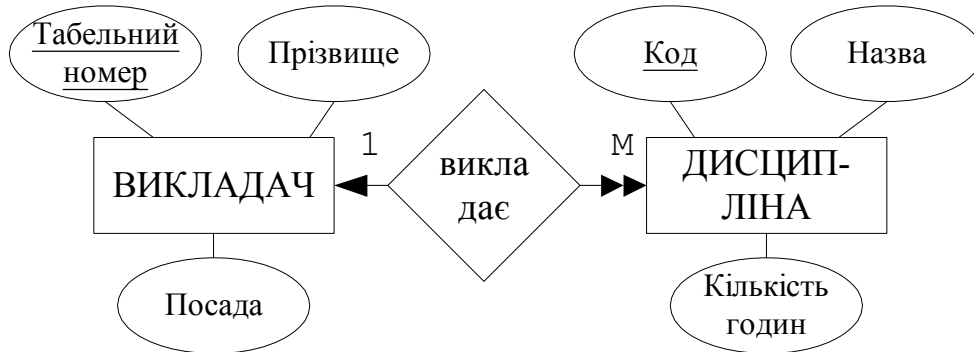 Табельний
номер
Прізвище
Код
Назва
ВИКЛАДАЧ
1
викла
дає
M
ДИСЦИП-
ЛІНА
Посада
Кількість
годин